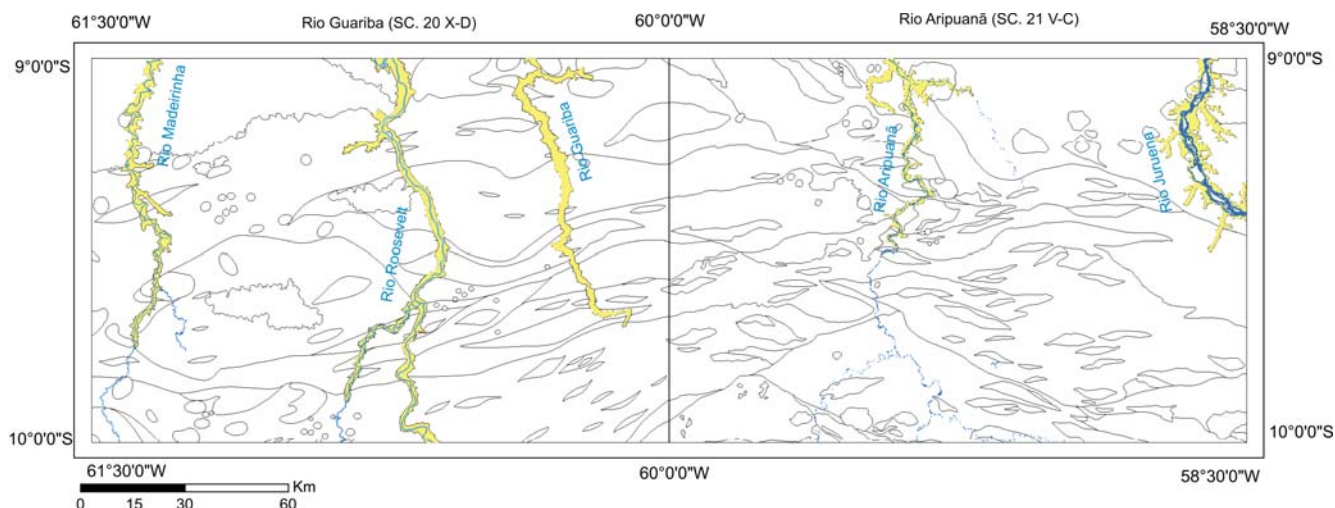 61°30'0"W
Rio Guariba (SC. 20 X-D)
60°0'0"W
Rio Aripuanã (SC. 21 V-C)
58°30'0"W
9°0'0"S
9°0'0"S
Rio Madeirinha
Rio Roosevelt
Rio Guariba
Rio Aripuanã
Rio Juruena
10°0'0"S
10°0'0"S
61°30'0"W
60°0'0"W
58°30'0"W
Km
0 15 30 60